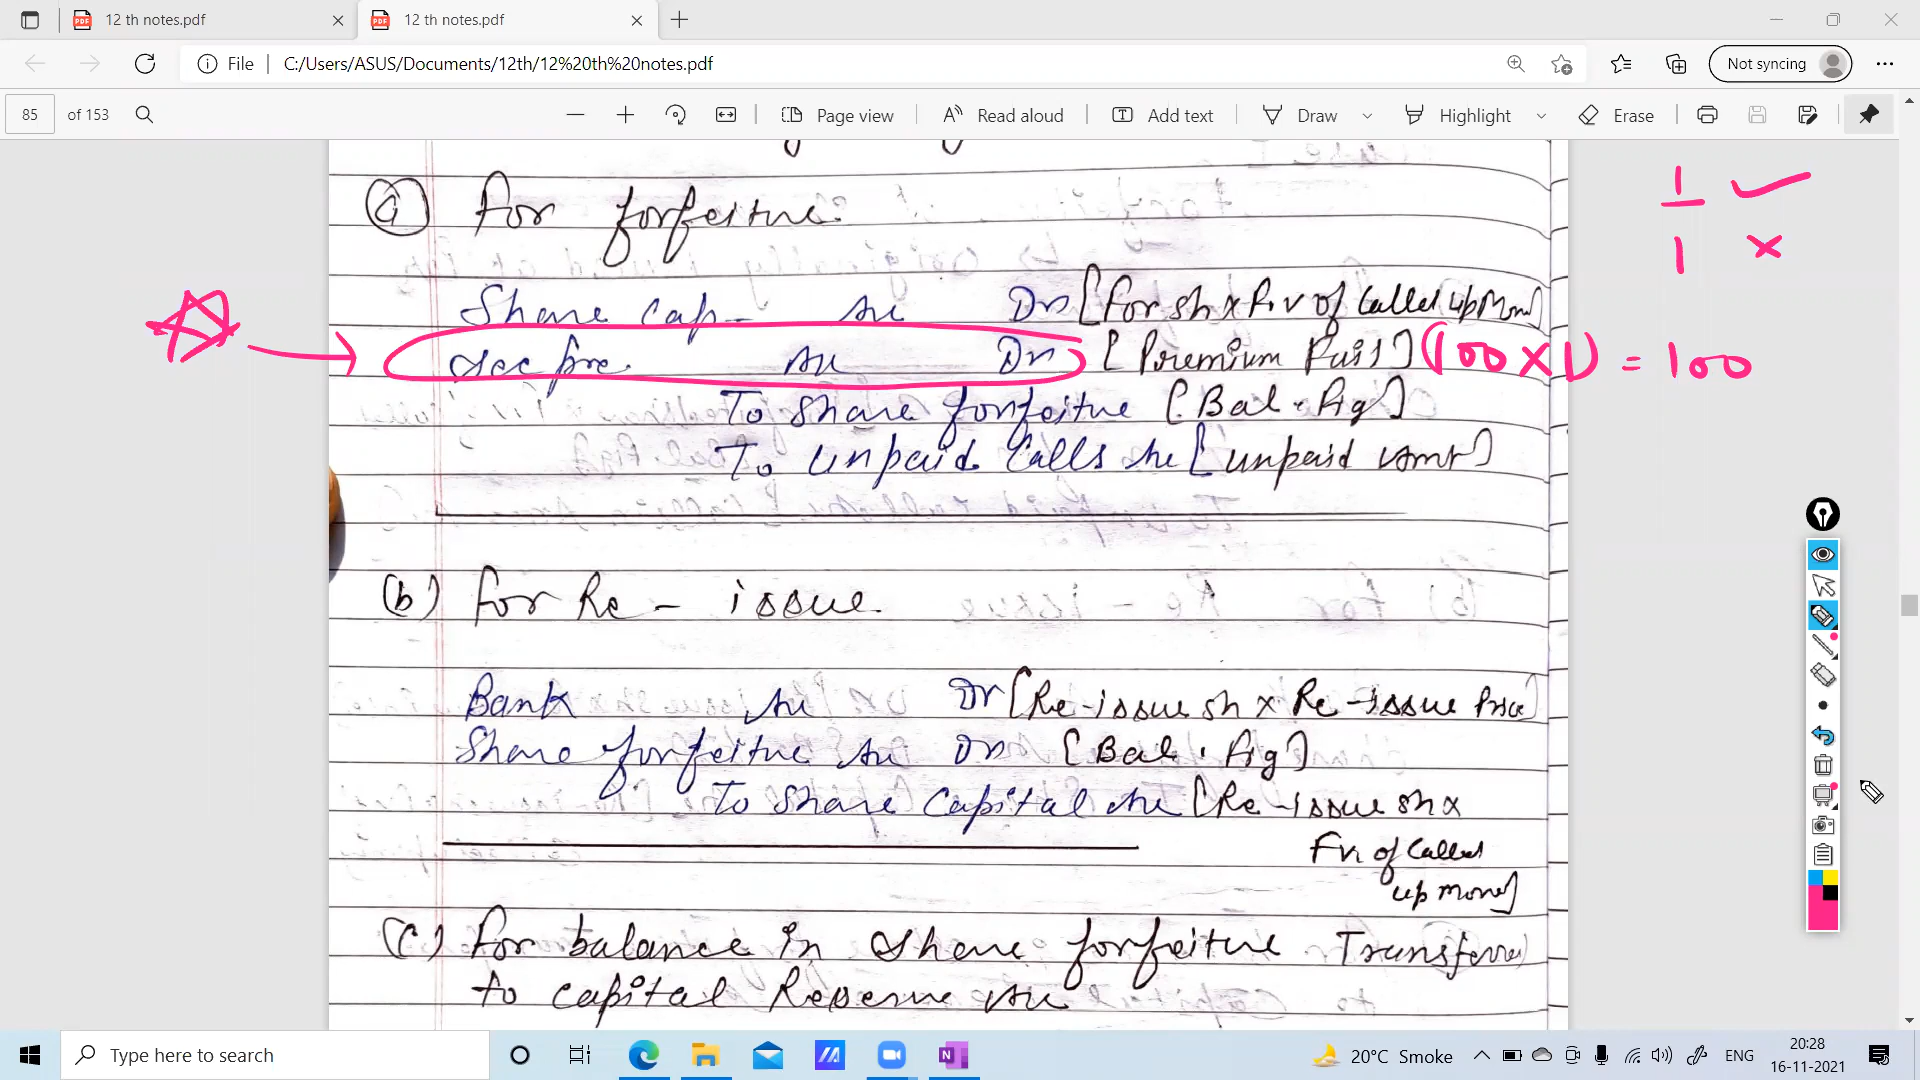 12 th notes.pdf
12 th notes.pdf
File
C:/Users/ASUS/Documents/12th/12%20th%20notes.pdf
Not syncing
85 of 153
Page view
Read aloud
Add text
Draw
Highlight
Erase
(a) For forfeiture
1 ✓
1 ×
Share cap- A/c Dr [For sh x F.v of Called up Mon]
Sec pre A/c Dr [Premium Paid] (100 X 1) = 100
To Share forfeiture [Bal. Fig]
To unpaid Calls A/c [unpaid Amt]
(b) For Re - issue
Bank A/c Dr [Re-issue sh x Re-issue Price]
Share forfeiture A/c Dr [Bal. Fig]
To Share Capital A/c [Re-issue sh x
Fv of Called
up Money]
(c) For balance in Share forfeiture Transferred
to capital Reserve A/c
Type here to search
20°C Smoke
ENG
20:28
16-11-2021